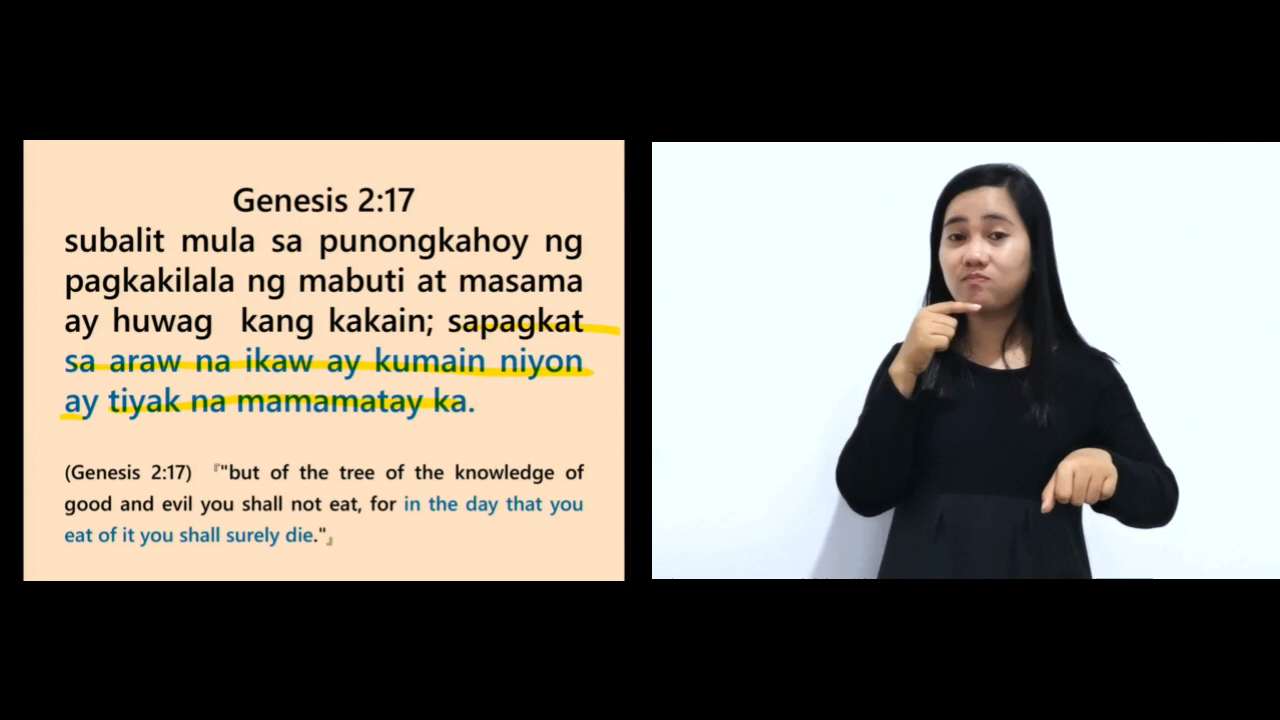 Genesis 2:17
subalit mula sa punongkahoy ng
pagkakilala ng mabuti at masama
ay huwag kang kakain; sapagkat
sa araw na ikaw ay kumain niyon
ay tiyak na mamamatay ka.
(Genesis 2:17) 『"but of the tree of the knowledge of
good and evil you shall not eat, for in the day that you
eat of it you shall surely die."』